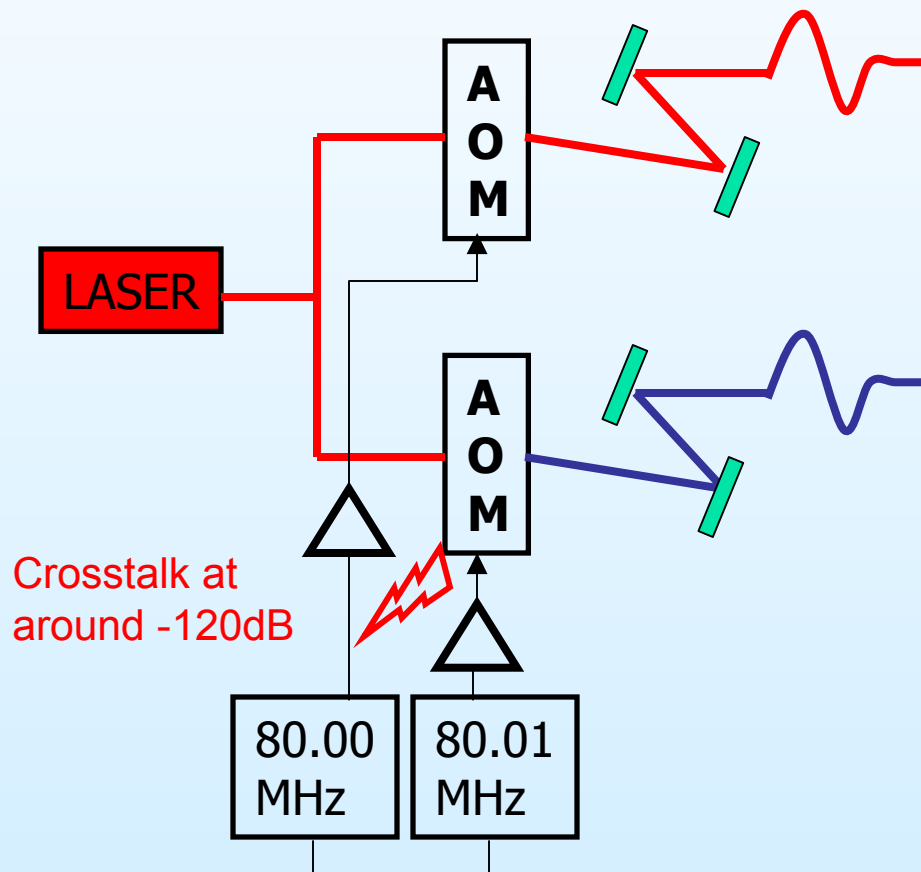 A
O
M
LASER
A
O
M
Crosstalk at
around -120dB
80.00
MHz
80.01
MHz